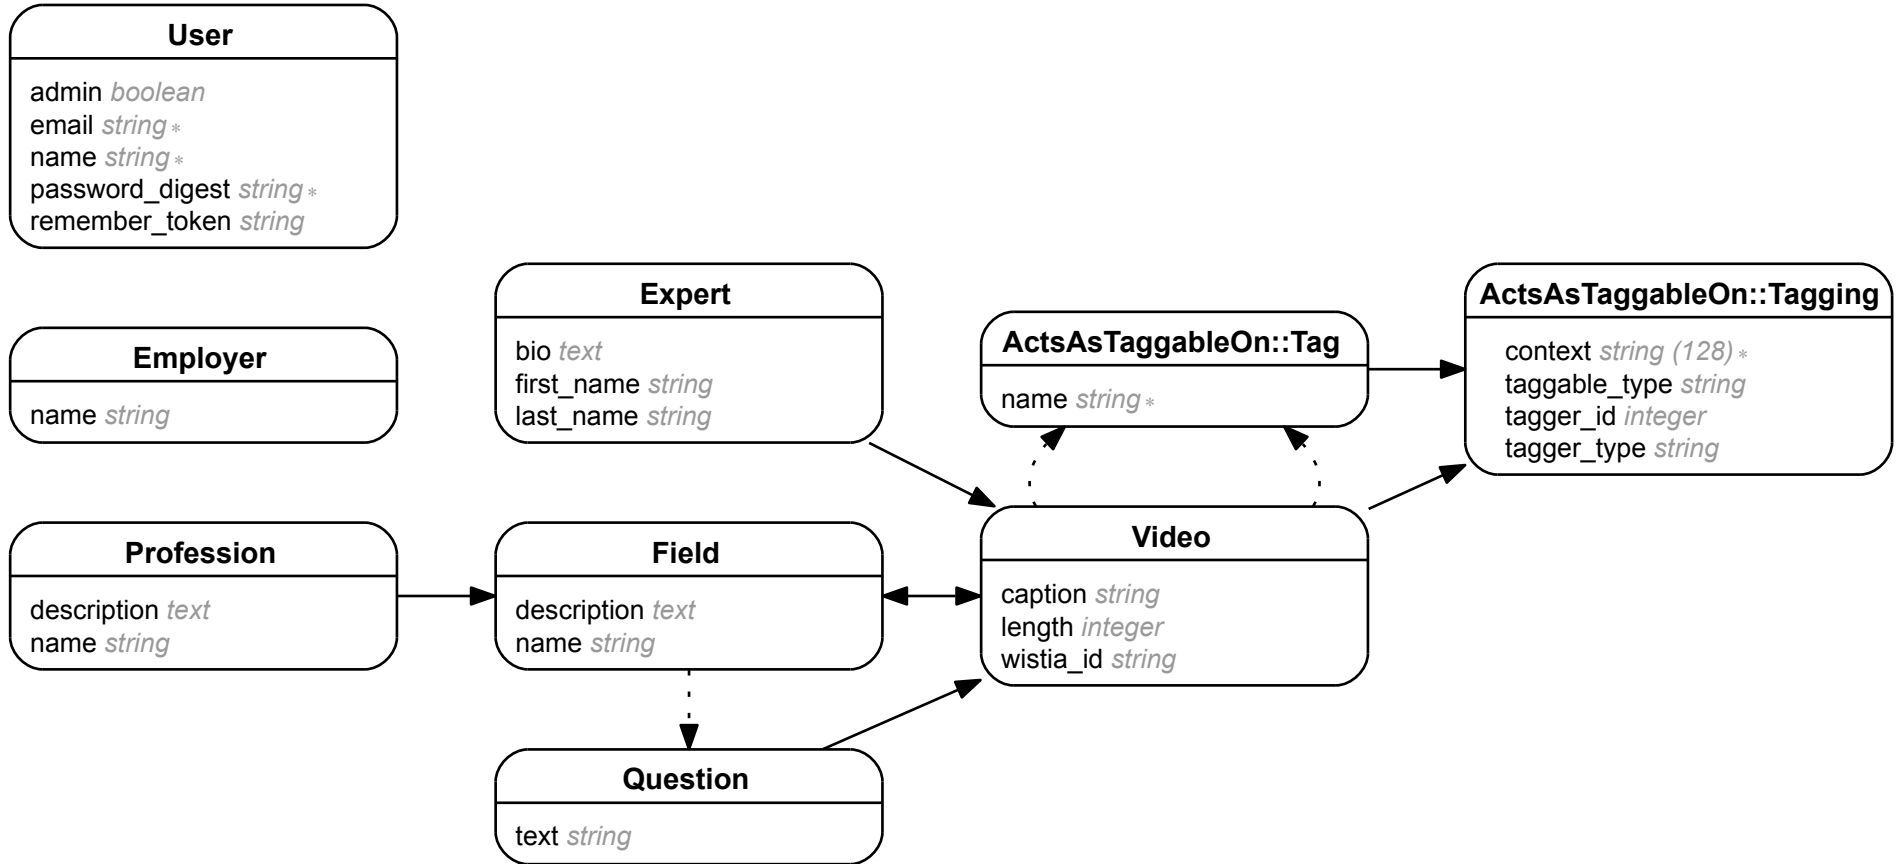 User
admin boolean
email string *
name string *
password_digest string *
remember_token string
Employer
name string
Profession
description text
name string
Expert
bio text
first_name string
last_name string
Field
description text
name string
Question
text string
ActsAsTaggableOn::Tag
name string *
Video
caption string
length integer
wistia_id string
ActsAsTaggableOn::Tagging
context string (128) *
taggable_type string
tagger_id integer
tagger_type string